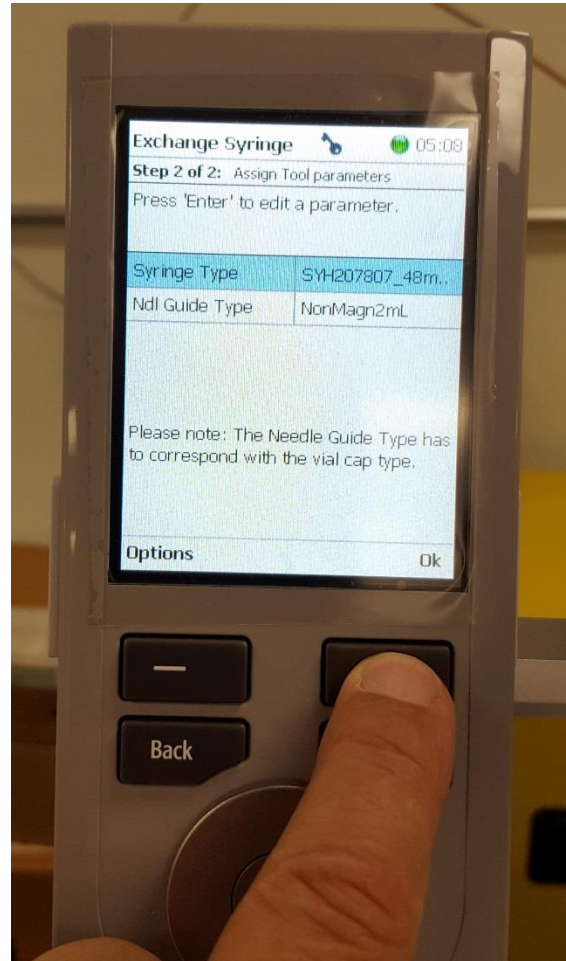 Exchange Syringe 05:08
Step 2 of 2: Assign Tool parameters
Press 'Enter' to edit a parameter.
Syringe Type SYH207807_48m..
Ndl Guide Type NonMagn2mL
Please note: The Needle Guide Type has
to correspond with the vial cap type.
Options Ok
Back